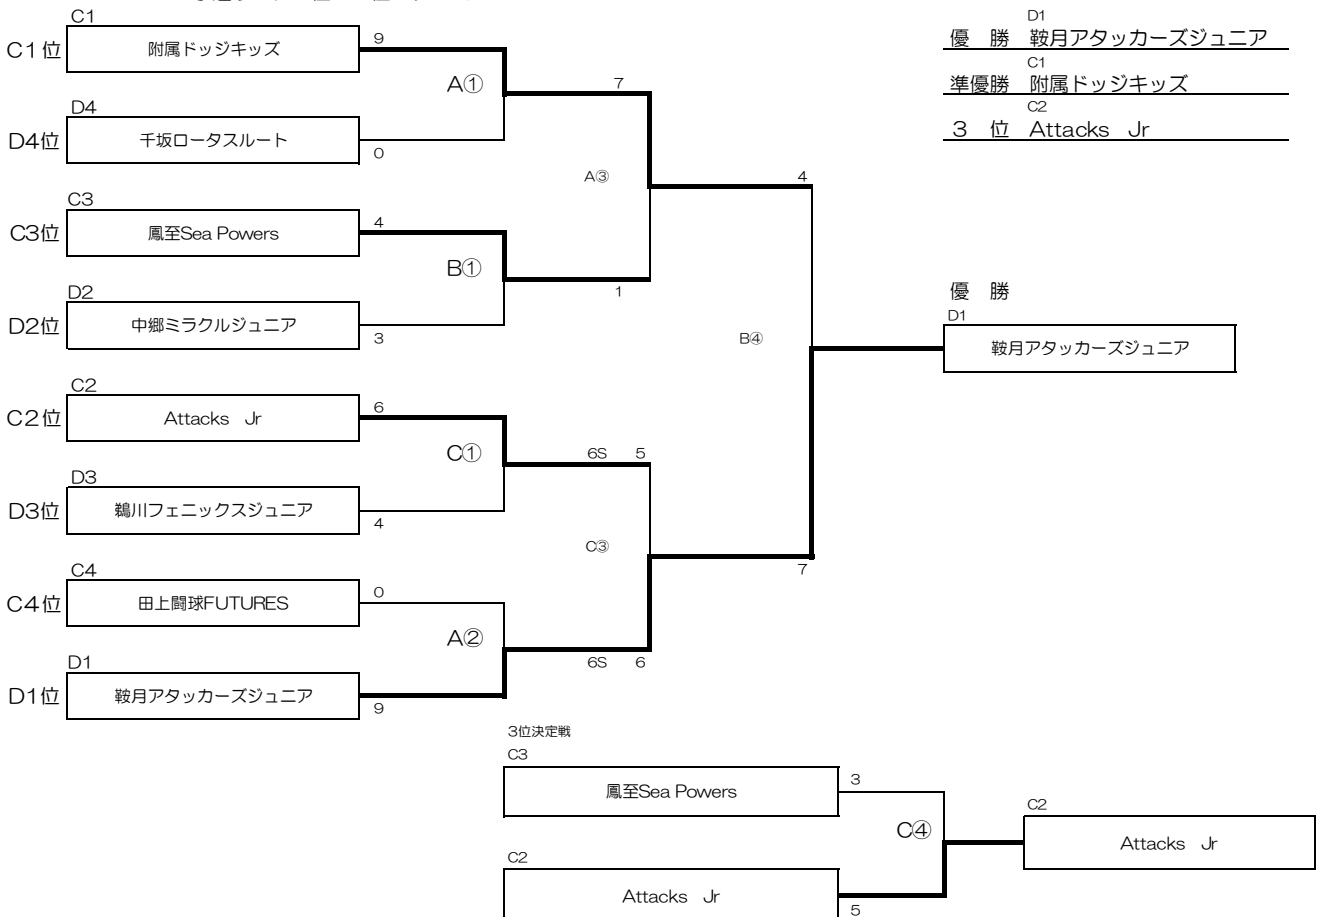 C1
C1位 附属ドッジキッズ 9
A①
D4
D4位 千坂ロータスルート 0
7
A③
C3
C3位 鳳至Sea Powers 4
B①
1
D2
D2位 中郷ミラクルジュニア 3
4
B④
C2
C2位 Attacks Jr 6
C①
6S 5
D3
D3位 鵜川フェニックスジュニア 4
C③
7
C4
C4位 田上闘球FUTURES 0
A②
6S 6
D1
D1位 鞍月アタッカーズジュニア 9
D1
優 勝 鞍月アタッカーズジュニア
C1
準優勝 附属ドッジキッズ
C2
3 位 Attacks Jr
優 勝
D1
鞍月アタッカーズジュニア
3位決定戦
C3
鳳至Sea Powers 3
C④
C2
Attacks Jr
C2
Attacks Jr 5